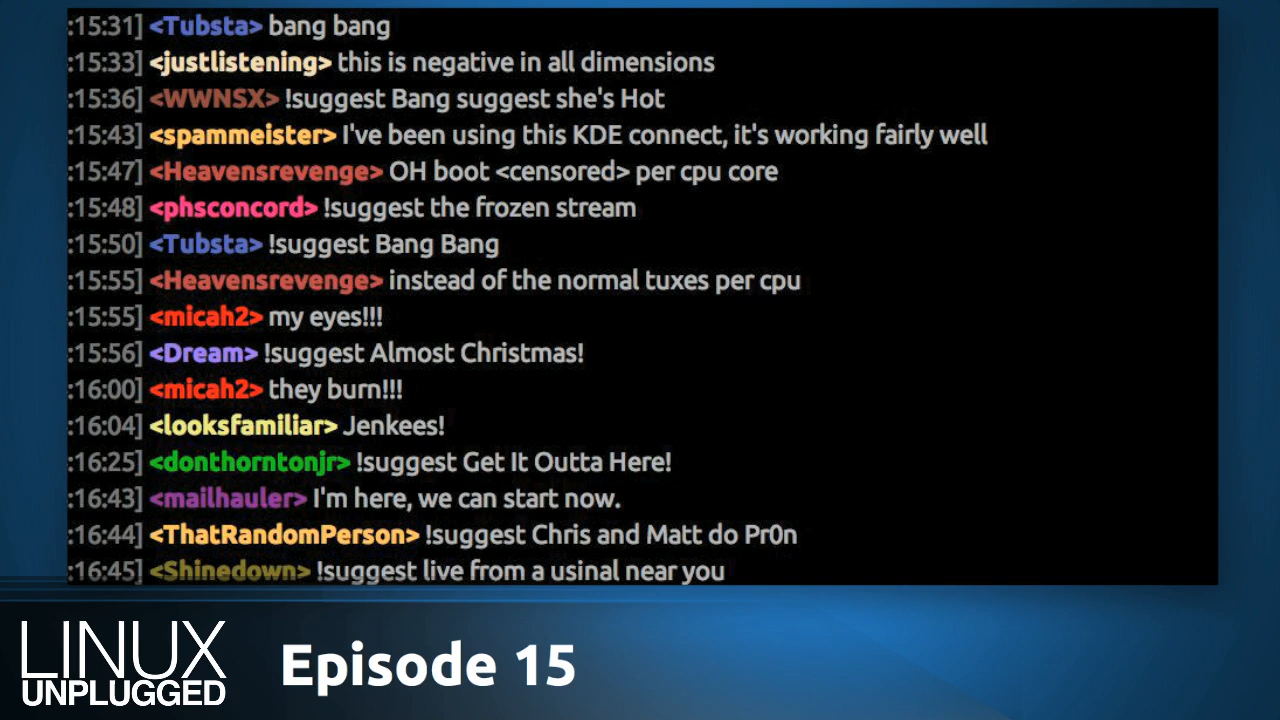 :15:31] <Tubsta> bang bang
:15:33] <justlistening> this is negative in all dimensions
:15:36] <WWNSX> !suggest Bang suggest she's Hot
:15:43] <spammeister> I've been using this KDE connect, it's working fairly well
:15:47] <Heavensrevenge> OH boot <censored> per cpu core
:15:48] <phsconcord> !suggest the frozen stream
:15:50] <Tubsta> !suggest Bang Bang
:15:55] <Heavensrevenge> instead of the normal tuxes per cpu
:15:55] <micah2> my eyes!!!
:15:56] <Dream> !suggest Almost Christmas!
:16:00] <micah2> they burn!!!
:16:04] <looksfamiliar> Jenkees!
:16:25] <donthorntonjr> !suggest Get It Outta Here!
:16:43] <mailhauler> I'm here, we can start now.
:16:44] <ThatRandomPerson> !suggest Chris and Matt do Pr0n
:16:45] <Shinedown> !suggest live from a usinal near you
LINUX
UNPLUGGED
Episode 15